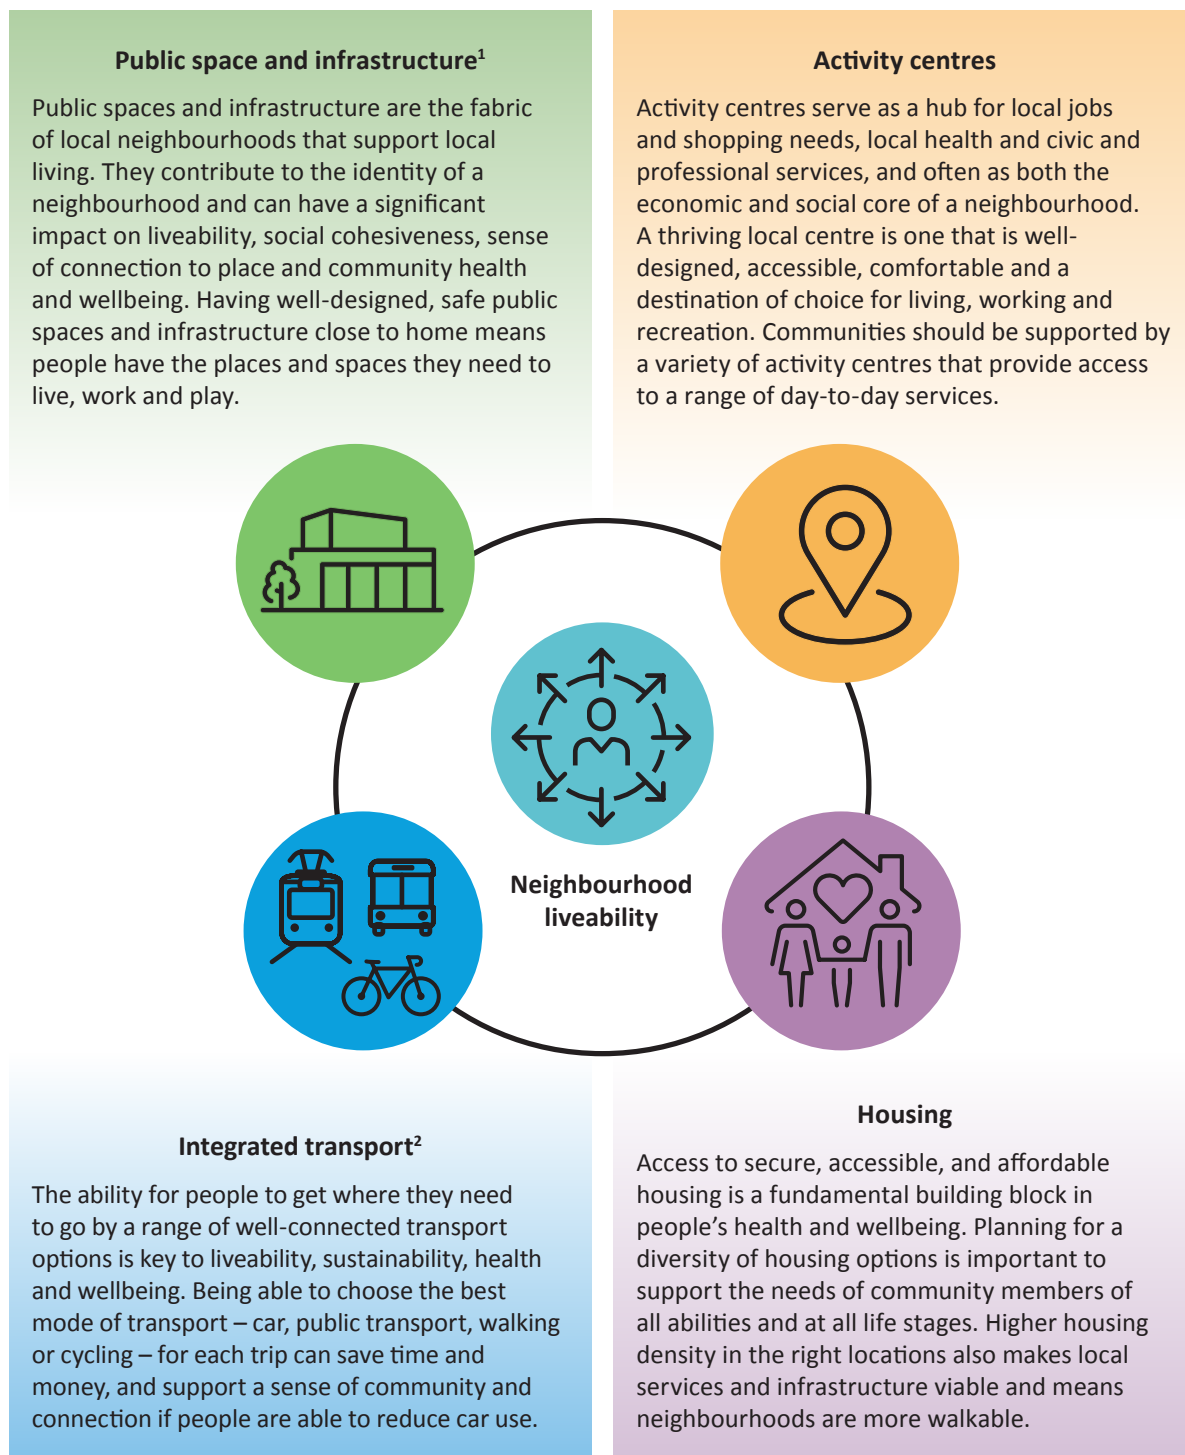 Public space and infrastructure¹
Public spaces and infrastructure are the fabric
of local neighbourhoods that support local
living. They contribute to the identity of a
neighbourhood and can have a significant
impact on liveability, social cohesiveness, sense
of connection to place and community health
and wellbeing. Having well-designed, safe public
spaces and infrastructure close to home means
people have the places and spaces they need to
live, work and play.
Activity centres
Activity centres serve as a hub for local jobs
and shopping needs, local health and civic and
professional services, and often as both the
economic and social core of a neighbourhood.
A thriving local centre is one that is well-
designed, accessible, comfortable and a
destination of choice for living, working and
recreation. Communities should be supported by
a variety of activity centres that provide access
to a range of day-to-day services.
Neighbourhood
liveability
Integrated transport²
The ability for people to get where they need
to go by a range of well-connected transport
options is key to liveability, sustainability, health
and wellbeing. Being able to choose the best
mode of transport – car, public transport, walking
or cycling – for each trip can save time and
money, and support a sense of community and
connection if people are able to reduce car use.
Housing
Access to secure, accessible, and affordable
housing is a fundamental building block in
people’s health and wellbeing. Planning for a
diversity of housing options is important to
support the needs of community members of
all abilities and at all life stages. Higher housing
density in the right locations also makes local
services and infrastructure viable and means
neighbourhoods are more walkable.